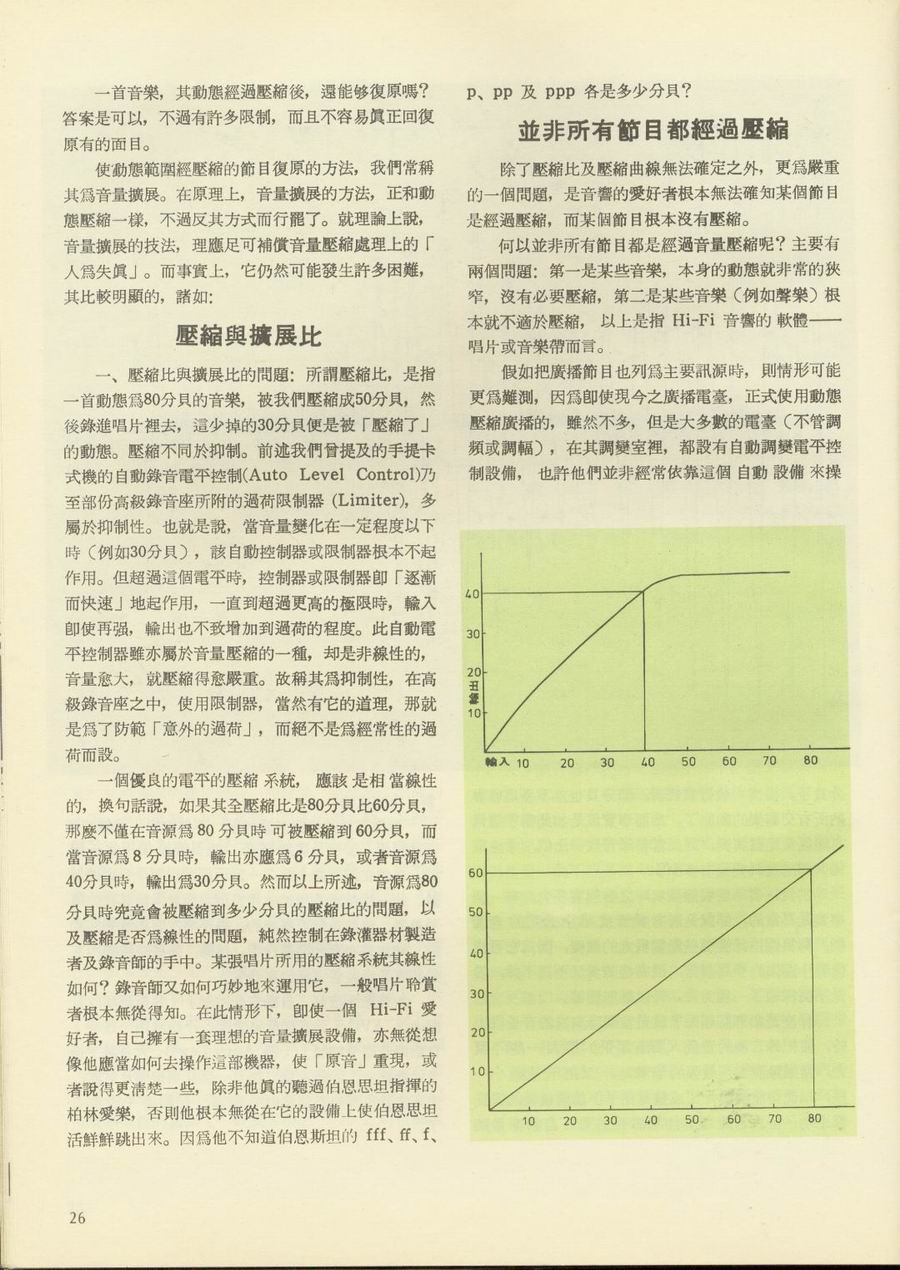 一首音樂，其動態經過壓縮後，還能够復原嗎？
答案是可以，不過有許多限制，而且不容易眞正回復
原有的面目。
使動態範圍經壓縮的節目復原的方法，我們常稱
其爲音量擴展。在原理上，音量擴展的方法，正和動
態壓縮一樣，不過反其方式而行罷了。就理論上說，
音量擴展的技法，理應足可補償音量壓縮處理上的「
人爲失眞」。而事實上，它仍然可能發生許多困難，
其比較明顯的，諸如：
壓縮與擴展比
一、壓縮比與擴展比的問題：所謂壓縮比，是指
一首動態爲80分貝的音樂，被我們壓縮成50分貝，然
後錄進唱片裡去，這少掉的30分貝便是被「壓縮了」
的動態。壓縮不同於抑制。前述我們曾提及的手提卡
式機的自動錄音電平控制(Auto Level Control)乃
至部份高級錄音座所附的過荷限制器 (Limiter)，多
屬於抑制性。也就是說，當音量變化在一定程度以下
時（例如30分貝），該自動控制器或限制器根本不起
作用。但超過這個電平時，控制器或限制器卽「逐漸
而快速」地起作用，一直到超過更高的極限時，輸入
卽使再强，輸出也不致增加到過荷的程度。此自動電
平控制器雖亦屬於音量壓縮的一種，却是非線性的，
音量愈大，就壓縮得愈嚴重。故稱其爲抑制性，在高
級錄音座之中，使用限制器，當然有它的道理，那就
是爲了防範「意外的過荷」，而絕不是爲經常性的過
荷而設。
一個優良的電平的壓縮 系統， 應該 是相 當線性
的，換句話說，如果其全壓縮比是80分貝比60分貝，
那麼不僅在音源爲 80 分貝時 可被壓縮到 60分貝，而
當音源爲 8 分貝時，輸出亦應爲 6 分貝，或者音源爲
40分貝時，輸出爲30分貝。然而以上所述，音源爲80
分貝時究竟會被壓縮到多少分貝的壓縮比的問題，以
及壓縮是否爲線性的問題，純然控制在錄灌器材製造
者及錄音師的手中。某張唱片所用的壓縮系統其線性
如何？錄音師又如何巧妙地來運用它，一般唱片聆賞
者根本無從得知。在此情形下，卽使一個 Hi-Fi 愛
好者，自己擁有一套理想的音量擴展設備，亦無從想
像他應當如何去操作這部機器，使「原音」重現，或
者說得更淸楚一些，除非他眞的聽過伯恩思坦指揮的
柏林愛樂，否則他根本無從在它的設備上使伯恩思坦
活鮮鮮跳出來。因爲他不知道伯恩斯坦的 fff、ff、f、
p、pp 及 ppp 各是多少分貝？
並非所有節目都經過壓縮
除了壓縮比及壓縮曲線無法確定之外，更爲嚴重
的一個問題，是音響的愛好者根本無法確知某個節目
是經過壓縮，而某個節目根本沒有壓縮。
何以並非所有節目都是經過音量壓縮呢？主要有
兩個問題：第一是某些音樂，本身的動態就非常的狹
窄，沒有必要壓縮，第二是某些音樂（例如聲樂）根
本就不適於壓縮， 以上是指 Hi-Fi 音響的 軟體——
唱片或音樂帶而言。
假如把廣播節目也列爲主要訊源時，則情形可能
更爲難測，因爲卽使現今之廣播電臺，正式使用動態
壓縮廣播的，雖然不多，但是大多數的電臺（不管調
頻或調幅），在其調變室裡，都設有自動調變電平控
制設備， 也許他們並非經常依靠這個 自動 設備 來操
40
30
20
輸出
10
輸入 10 20 30 40 50 60 70 80
60
50
40
30
20
10
10 20 30 40 50 60 70 80
26